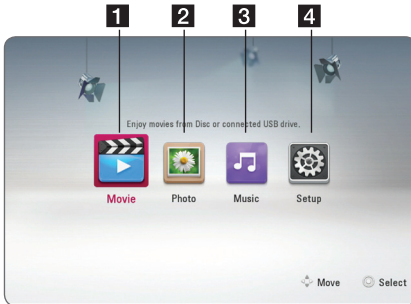 1 2 3 4
Enjoy movies from Disc or connected USB drive.
Movie Photo Music Setup
Move Select